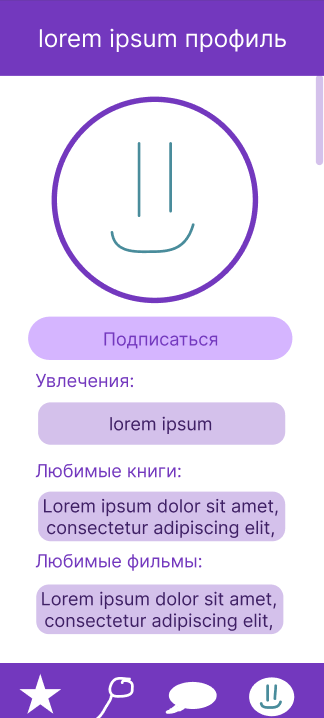 lorem ipsum профиль
Подписаться
Увлечения:
lorem ipsum
Любимые книги:
Lorem ipsum dolor sit amet,
consectetur adipiscing elit,
Любимые фильмы:
Lorem ipsum dolor sit amet,
consectetur adipiscing elit,